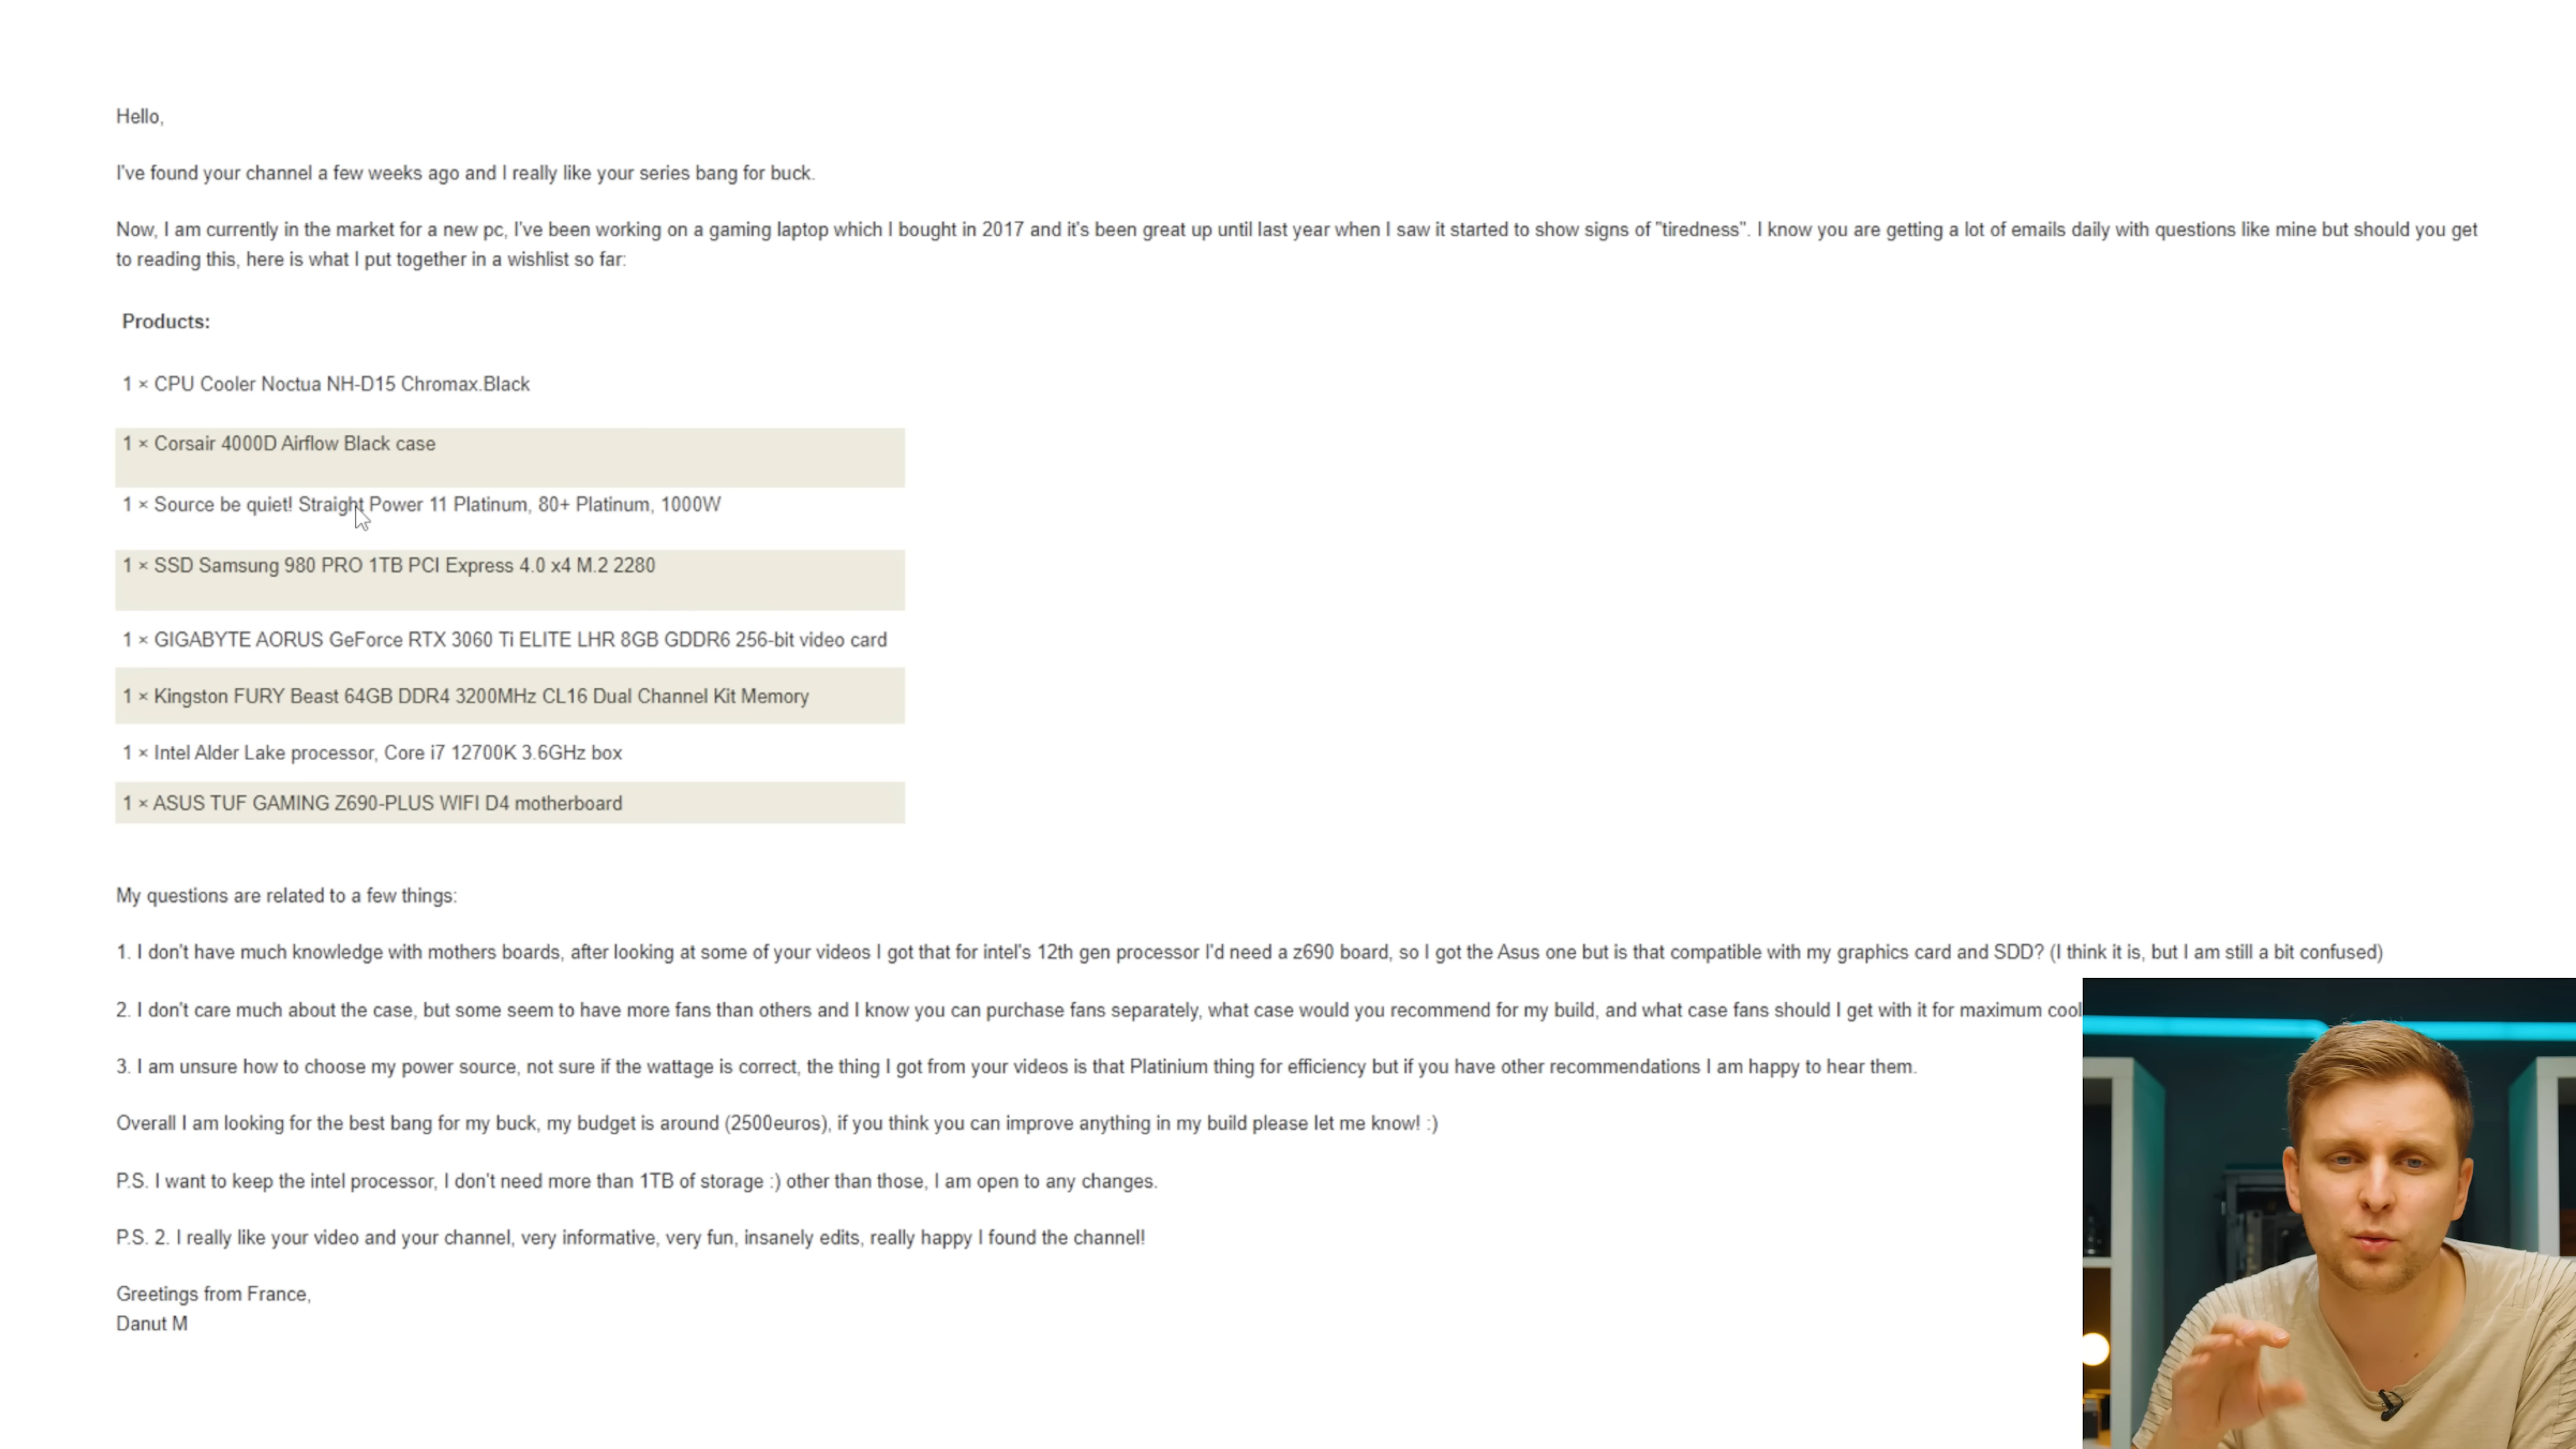 Hello,
I've found your channel a few weeks ago and I really like your series bang for buck.
Now, I am currently in the market for a new pc, I've been working on a gaming laptop which I bought in 2017 and it's been great up until last year when I saw it started to show signs of "tiredness". I know you are getting a lot of emails daily with questions like mine but should you get
to reading this, here is what I put together in a wishlist so far:
Products:
1 × CPU Cooler Noctua NH-D15 Chromax.Black
1 × Corsair 4000D Airflow Black case
1 × Source be quiet! Straight Power 11 Platinum, 80+ Platinum, 1000W
1 × SSD Samsung 980 PRO 1TB PCI Express 4.0 x4 M.2 2280
1 × GIGABYTE AORUS GeForce RTX 3060 Ti ELITE LHR 8GB GDDR6 256-bit video card
1 × Kingston FURY Beast 64GB DDR4 3200MHz CL16 Dual Channel Kit Memory
1 × Intel Alder Lake processor, Core i7 12700K 3.6GHz box
1 × ASUS TUF GAMING Z690-PLUS WIFI D4 motherboard
My questions are related to a few things:
1. I don't have much knowledge with mothers boards, after looking at some of your videos I got that for intel's 12th gen processor I'd need a z690 board, so I got the Asus one but is that compatible with my graphics card and SDD? (I think it is, but I am still a bit confused)
2. I don't care much about the case, but some seem to have more fans than others and I know you can purchase fans separately, what case would you recommend for my build, and what case fans should I get with it for maximum cool
3. I am unsure how to choose my power source, not sure if the wattage is correct, the thing I got from your videos is that Platinium thing for efficiency but if you have other recommendations I am happy to hear them.
Overall I am looking for the best bang for my buck, my budget is around (2500euros), if you think you can improve anything in my build please let me know! :)
P.S. I want to keep the intel processor, I don't need more than 1TB of storage :) other than those, I am open to any changes.
P.S. 2. I really like your video and your channel, very informative, very fun, insanely edits, really happy I found the channel!
Greetings from France,
Danut M